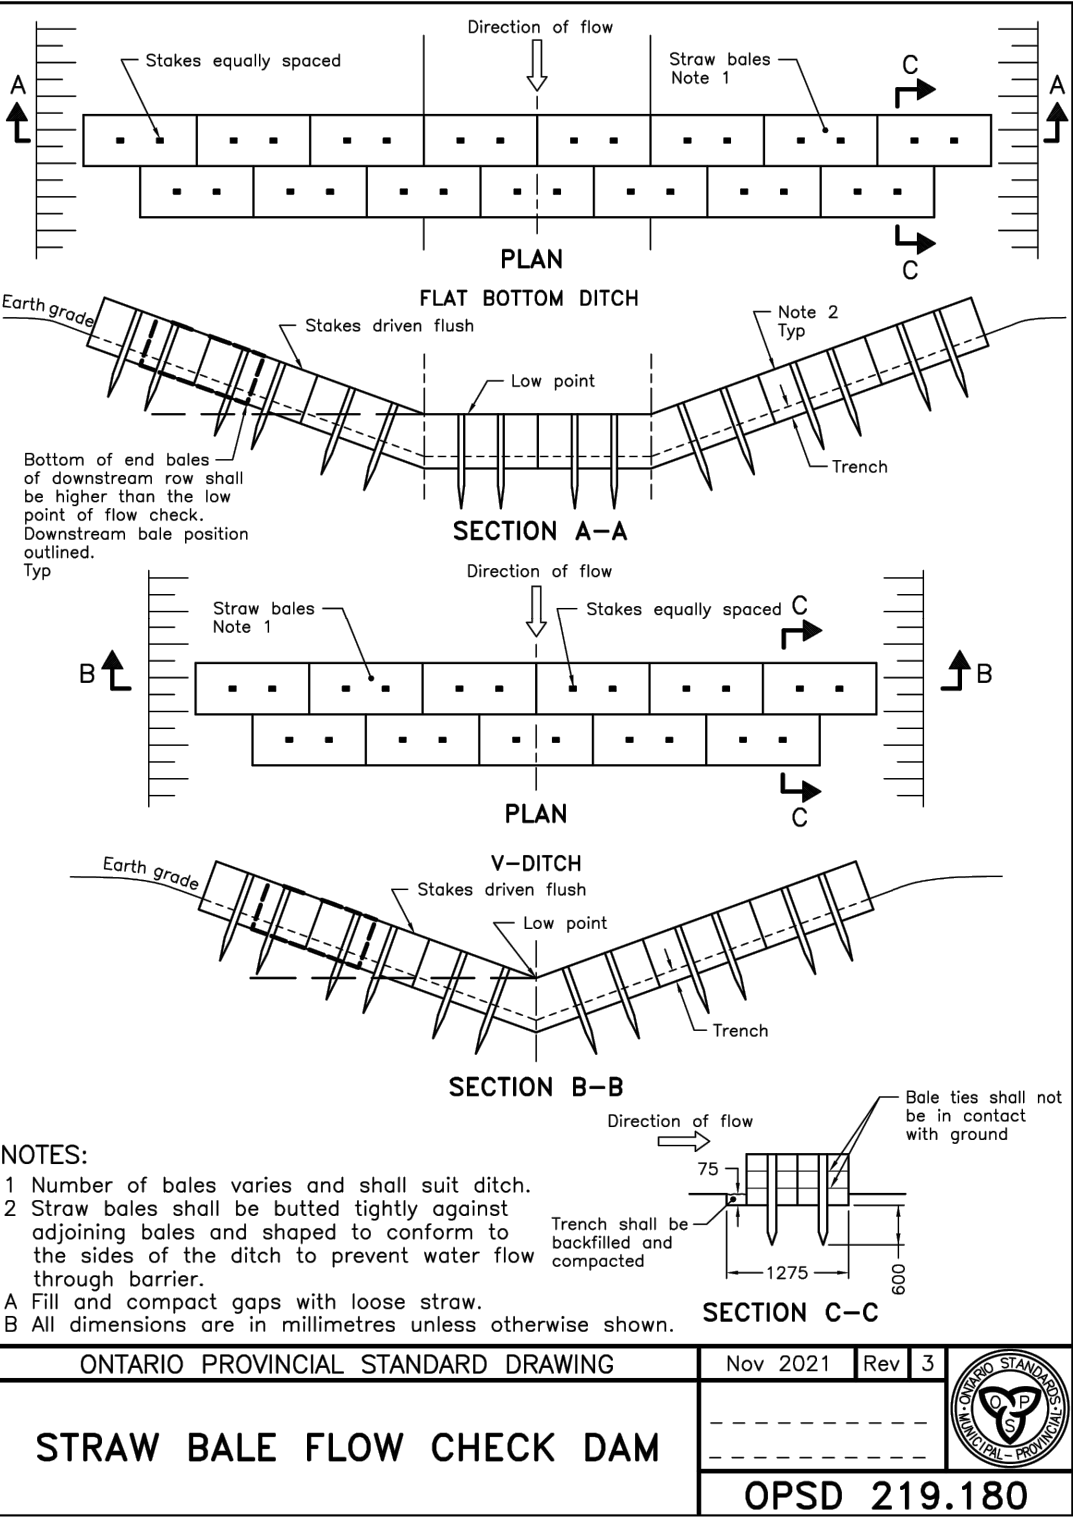 Direction of flow
Stakes equally spaced
Straw bales
Note 1
C
A
A
PLAN
C
FLAT BOTTOM DITCH
Earth grade
Stakes driven flush
Note 2
Typ
Low point
Bottom of end bales
of downstream row shall
be higher than the low
point of flow check.
Downstream bale position
outlined.
Typ
Trench
SECTION A-A
Direction of flow
Straw bales
Note 1
Stakes equally spaced
C
B
B
PLAN
C
V-DITCH
Earth grade
Stakes driven flush
Low point
Trench
SECTION B-B
Direction of flow
Bale ties shall not
be in contact
with ground
75
Trench shall be
backfilled and
compacted
1275
600
SECTION C-C
NOTES:
1 Number of bales varies and shall suit ditch.
2 Straw bales shall be butted tightly against
adjoining bales and shaped to conform to
the sides of the ditch to prevent water flow
through barrier.
A Fill and compact gaps with loose straw.
B All dimensions are in millimetres unless otherwise shown.
ONTARIO PROVINCIAL STANDARD DRAWING
Nov 2021
Rev
3
STRAW BALE FLOW CHECK DAM
ONTARIO STANDARDS
MUNICIPAL-PROVINCIAL
O P
S
OPSD 219.180